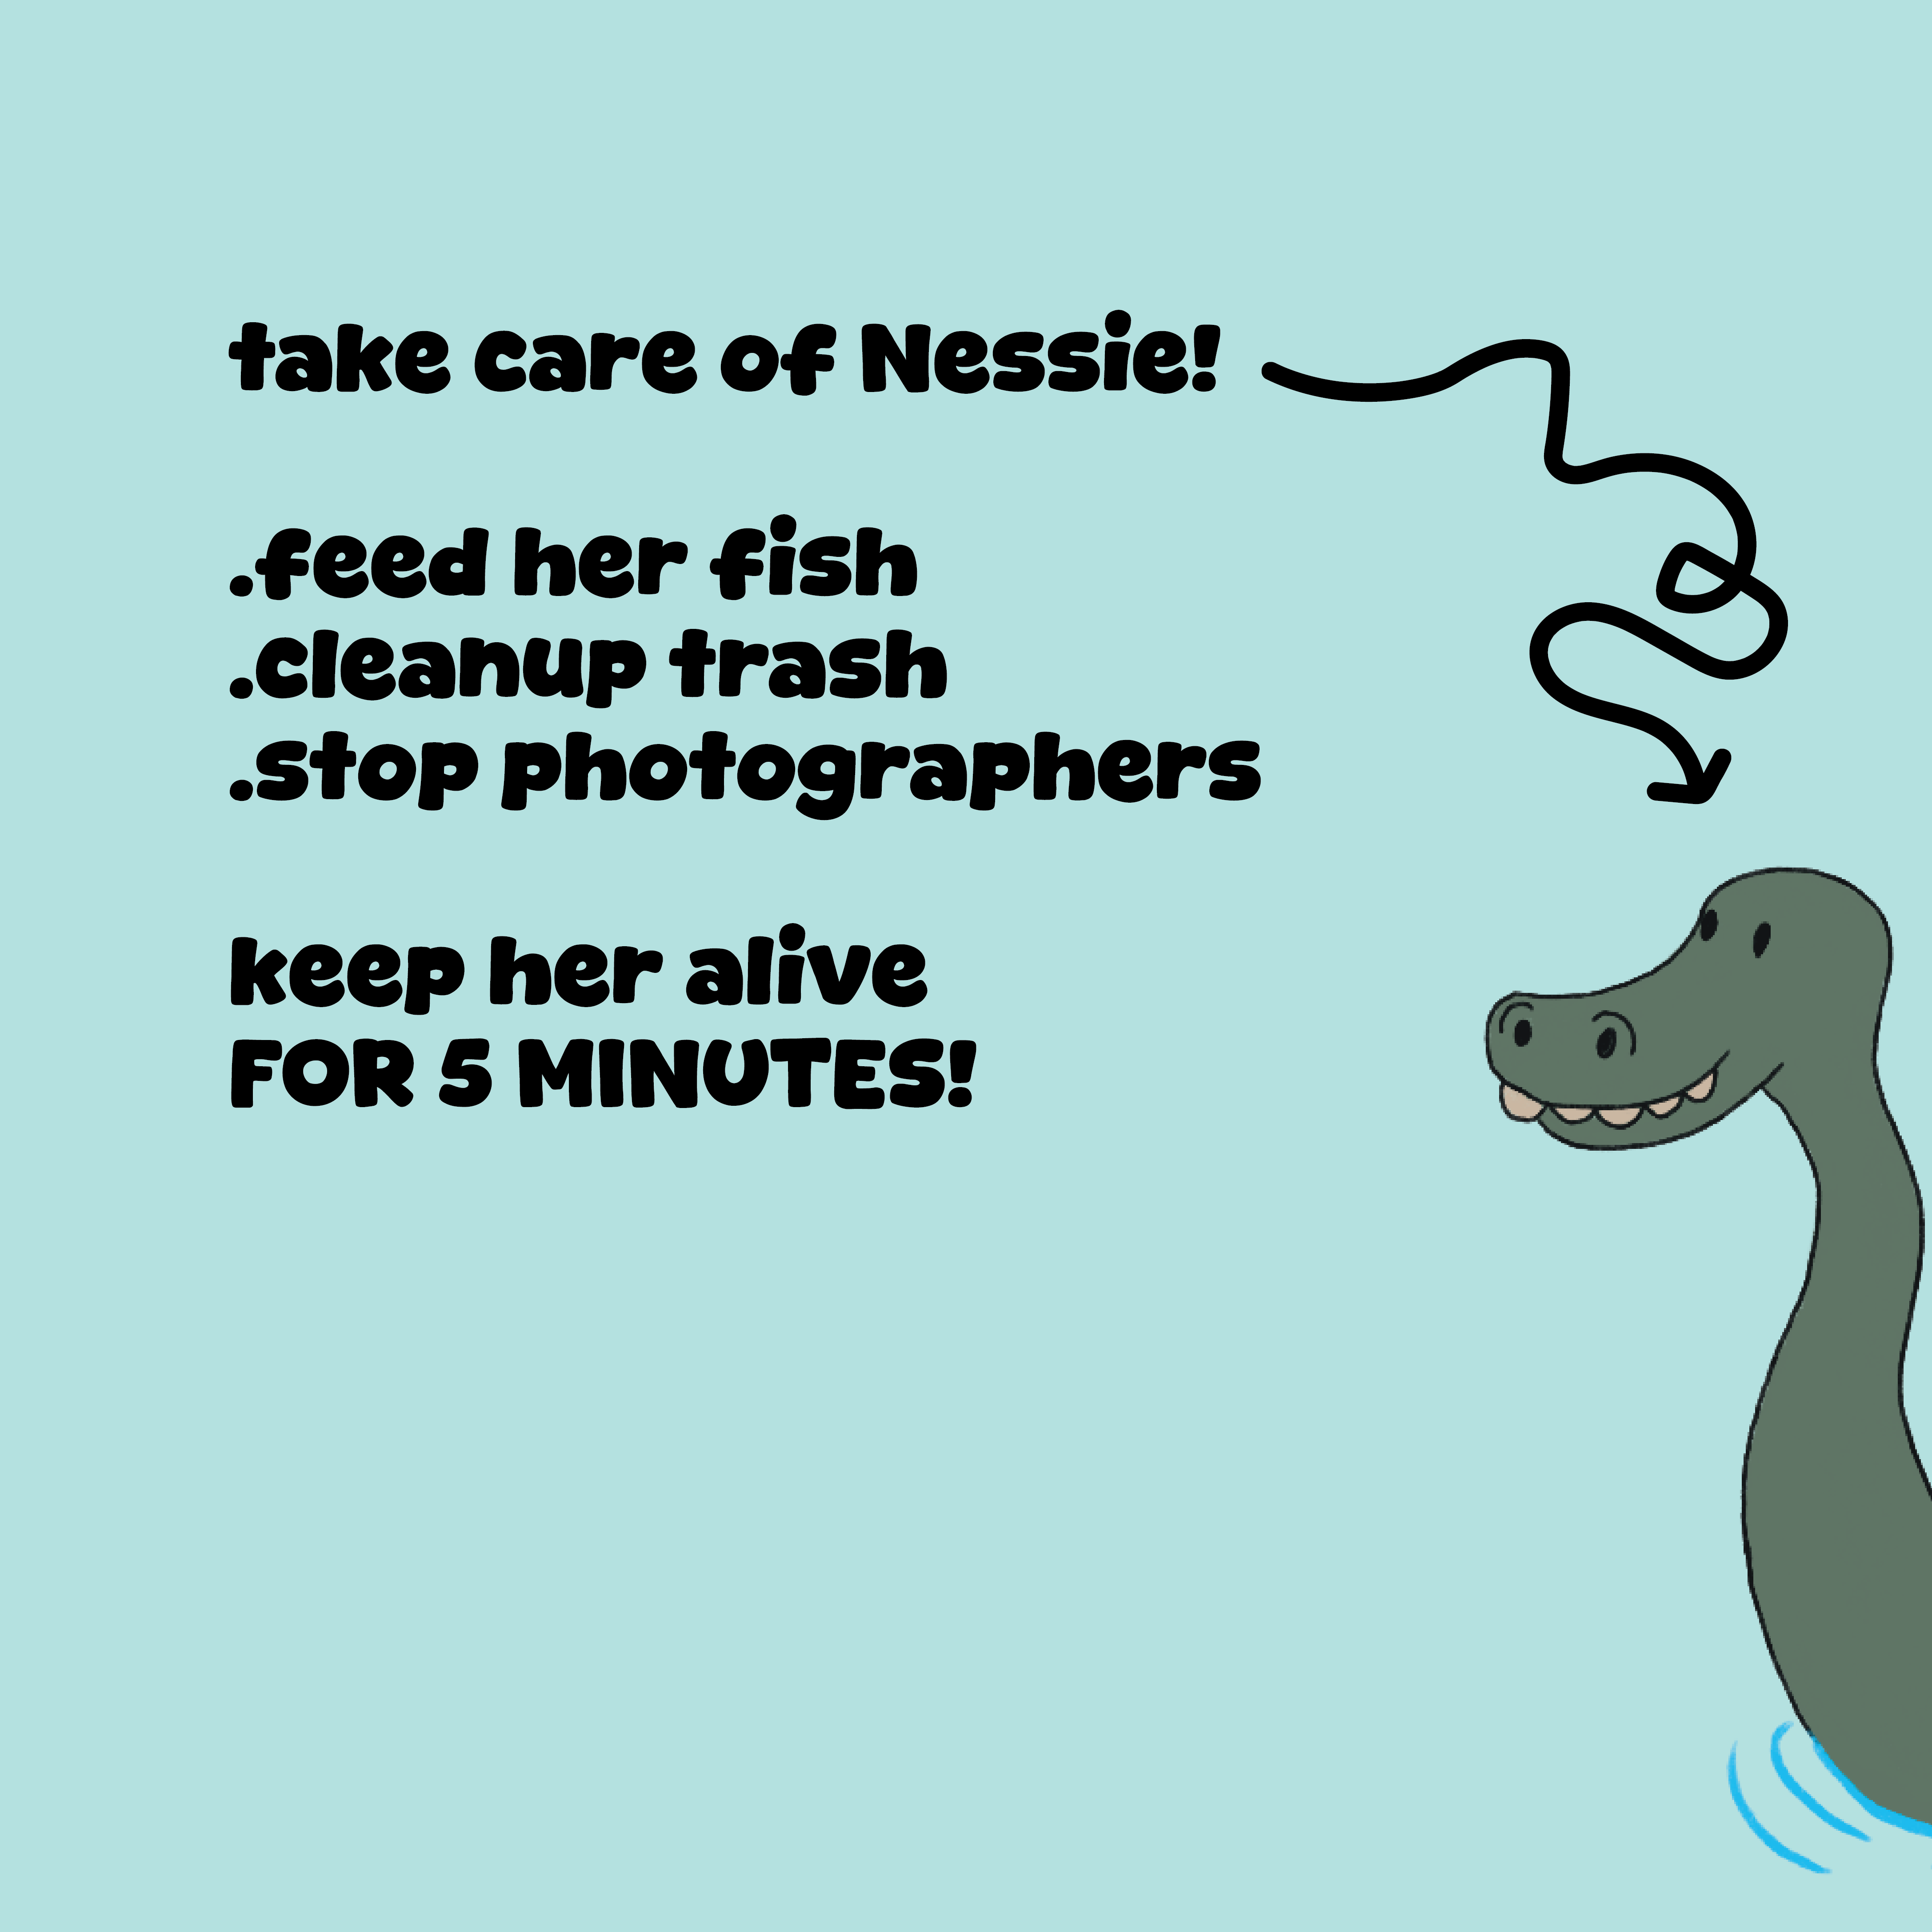 take care of Nessie!
.feed her fish
.cleanup trash
.stop photographers
keep her alive
FOR 5 MINUTES!